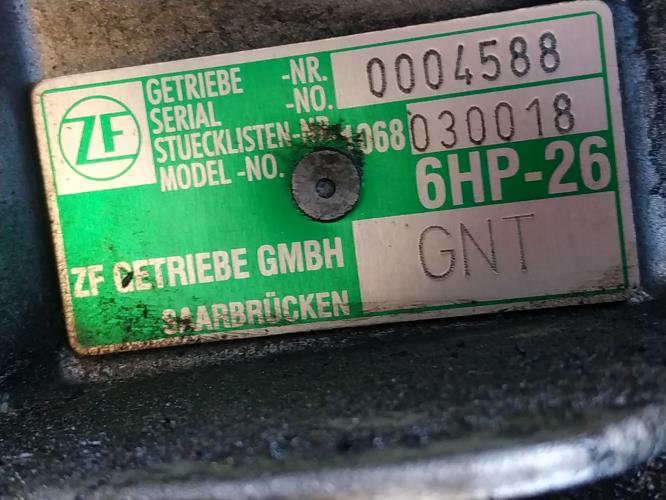 ZF
GETRIEBE -NR. 0004588
SERIAL -NO.
STUECKLISTEN-NR. 1068 030018
MODEL -NO. 6HP-26
ZF GETRIEBE GMBH GNT
SAARBRÜCKEN